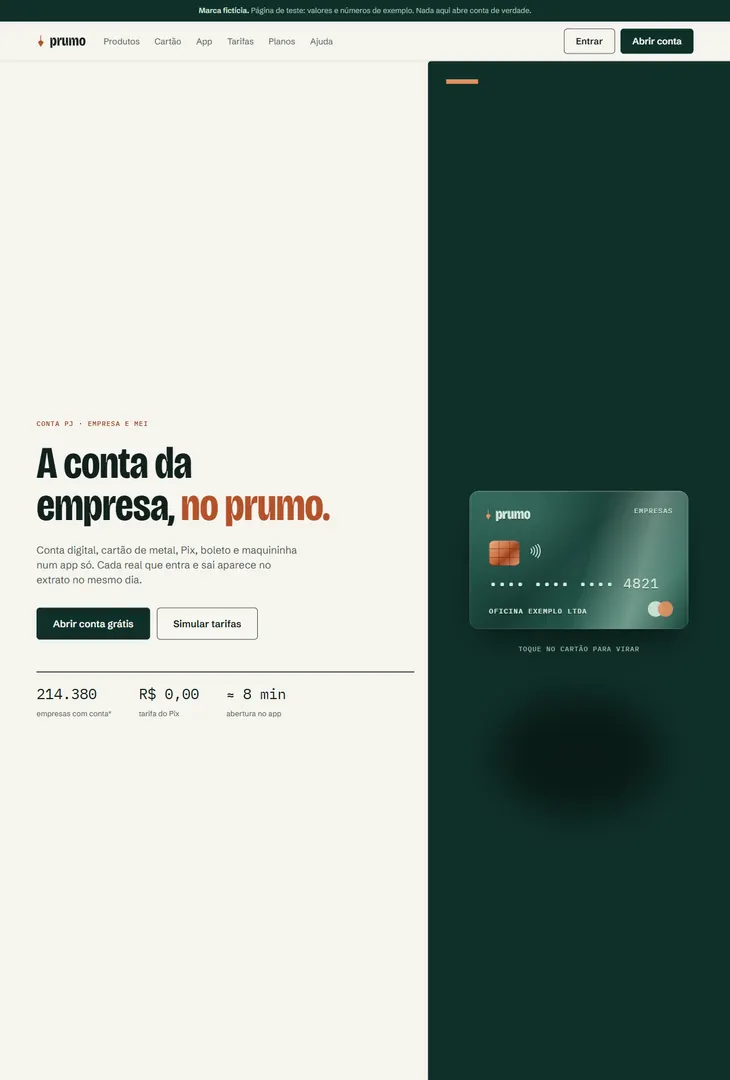 Marca fictícia. Página de teste: valores e números de exemplo. Nada aqui abre conta de verdade.
prumo Produtos Cartão App Tarifas Planos Ajuda Entrar Abrir conta
CONTA PJ · EMPRESA E MEI
A conta da
empresa, no prumo.
Conta digital, cartão de metal, Pix, boleto e maquininha
num app só. Cada real que entra e sai aparece no
extrato no mesmo dia.
Abrir conta grátis Simular tarifas
214.380 R$ 0,00 ≈ 8 min
empresas com conta* tarifa do Pix abertura no app
prumo EMPRESAS
•••• •••• •••• 4821
OFICINA EXEMPLO LTDA
TOQUE NO CARTÃO PARA VIRAR